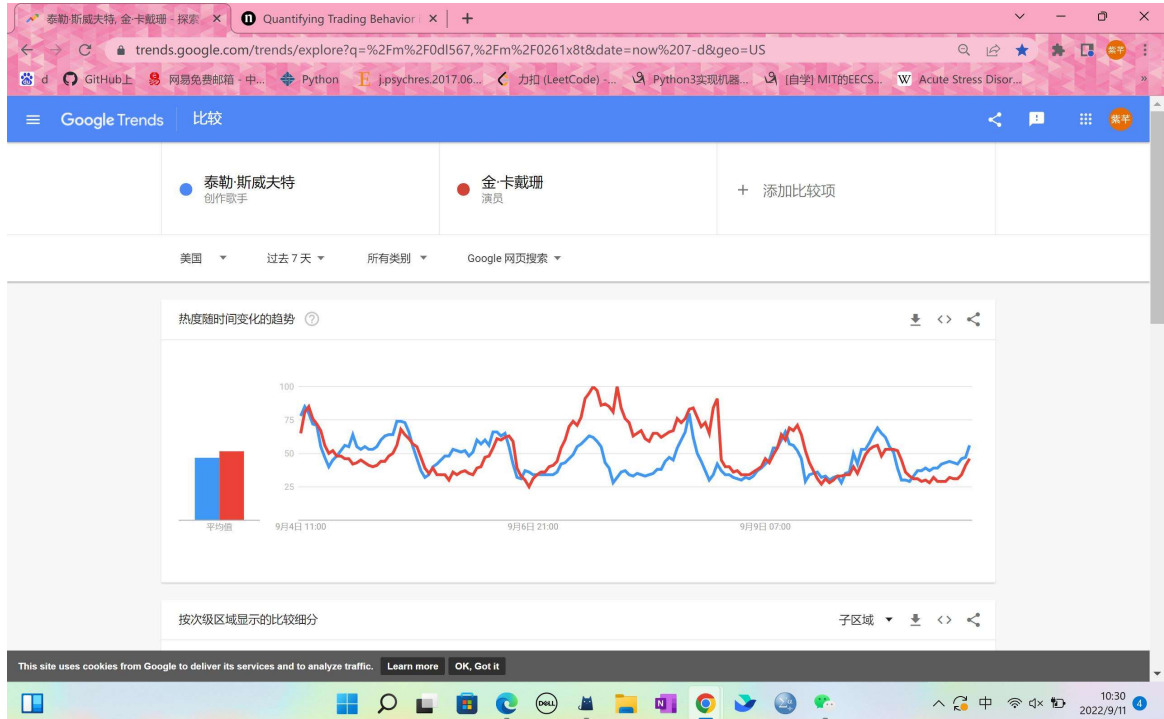 泰勒·斯威夫特, 金·卡戴珊 - 探索
Quantifying Trading Behavior
trends.google.com/trends/explore?q=%2Fm%2F0dl567,%2Fm%2F0261x8t&date=now%207-d&geo=US
紫芊
d
GitHub上
网易免费邮箱 - 中...
Python
j.psychres.2017.06...
力扣 (LeetCode) -...
Python3实现机器...
[自学] MIT的EECS...
Acute Stress Disor...
»
Google Trends
比较
紫芊
泰勒·斯威夫特
创作歌手
金·卡戴珊
演员
+ 添加比较项
美国
过去 7 天
所有类别
Google 网页搜索
热度随时间变化的趋势
100
75
50
25
平均值
9月4日 11:00
9月6日 21:00
9月9日 07:00
按次级区域显示的比较细分
子区域
This site uses cookies from Google to deliver its services and to analyze traffic.
Learn more
OK, Got it
DELL
中
10:30
2022/9/11
4